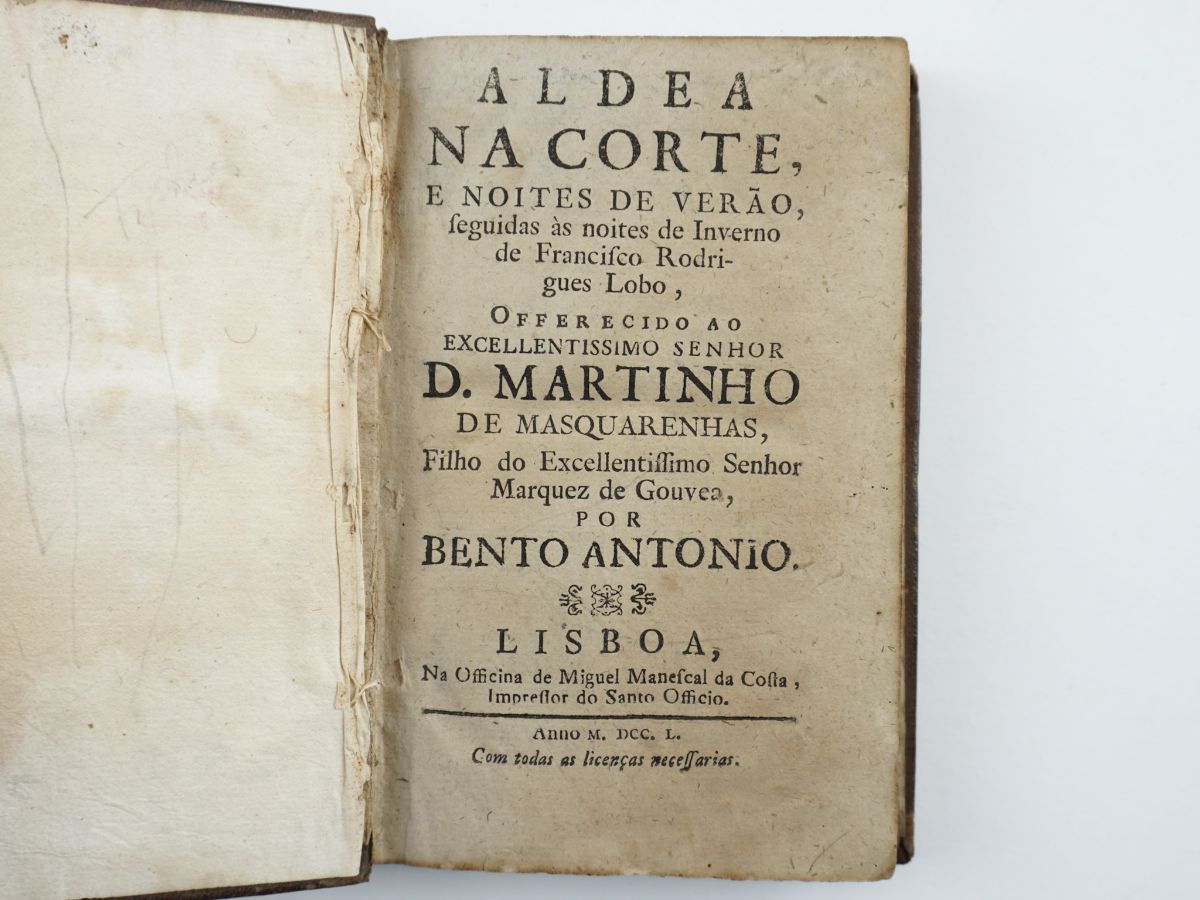 ALDEA
NA CORTE,
E NOITES DE VERÃO,
ſeguidas às noites de Inverno
de Franciſco Rodri-
gues Lobo,
OFFERECIDO AO
EXCELLENTISSIMO SENHOR
D. MARTINHO
DE MASQUARENHAS,
Filho do Excellentiſſimo Senhor
Marquez de Gouvea,
POR
BENTO ANTONIO.
LISBOA,
Na Officina de Miguel Maneſcal da Coſta,
Impreſſor do Santo Officio.
Anno M. DCC. L.
Com todas as licenças neceſſarias.